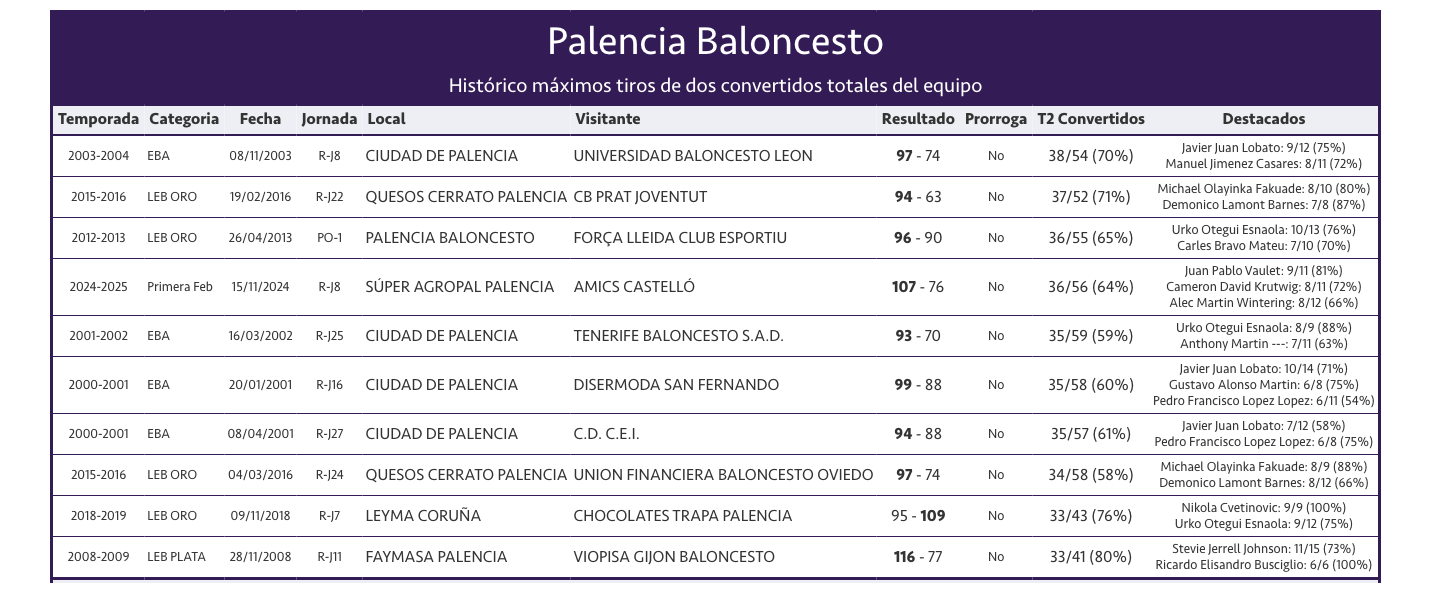 Palencia Baloncesto
Histórico máximos tiros de dos convertidos totales del equipo
Temporada Categoria Fecha Jornada Local Visitante Resultado Prorroga T2 Convertidos Destacados
2003-2004 EBA 08/11/2003 R-J8 CIUDAD DE PALENCIA UNIVERSIDAD BALONCESTO LEON 97 - 74 No 38/54 (70%) Javier Juan Lobato: 9/12 (75%)
Manuel Jimenez Casares: 8/11 (72%)
2015-2016 LEB ORO 19/02/2016 R-J22 QUESOS CERRATO PALENCIA CB PRAT JOVENTUT 94 - 63 No 37/52 (71%) Michael Olayinka Fakuade: 8/10 (80%)
Demonico Lamont Barnes: 7/8 (87%)
2012-2013 LEB ORO 26/04/2013 PO-1 PALENCIA BALONCESTO FORÇA LLEIDA CLUB ESPORTIU 96 - 90 No 36/55 (65%) Urko Otegui Esnaola: 10/13 (76%)
Carles Bravo Mateu: 7/10 (70%)
2024-2025 Primera Feb 15/11/2024 R-J8 SÚPER AGROPAL PALENCIA AMICS CASTELLÓ 107 - 76 No 36/56 (64%) Juan Pablo Vaulet: 9/11 (81%)
Cameron David Krutwig: 8/11 (72%)
Alec Martin Wintering: 8/12 (66%)
2001-2002 EBA 16/03/2002 R-J25 CIUDAD DE PALENCIA TENERIFE BALONCESTO S.A.D. 93 - 70 No 35/59 (59%) Urko Otegui Esnaola: 8/9 (88%)
Anthony Martin ---: 7/11 (63%)
2000-2001 EBA 20/01/2001 R-J16 CIUDAD DE PALENCIA DISERMODA SAN FERNANDO 99 - 88 No 35/58 (60%) Javier Juan Lobato: 10/14 (71%)
Gustavo Alonso Martin: 6/8 (75%)
Pedro Francisco Lopez Lopez: 6/11 (54%)
2000-2001 EBA 08/04/2001 R-J27 CIUDAD DE PALENCIA C.D. C.E.I. 94 - 88 No 35/57 (61%) Javier Juan Lobato: 7/12 (58%)
Pedro Francisco Lopez Lopez: 6/8 (75%)
2015-2016 LEB ORO 04/03/2016 R-J24 QUESOS CERRATO PALENCIA UNION FINANCIERA BALONCESTO OVIEDO 97 - 74 No 34/58 (58%) Michael Olayinka Fakuade: 8/9 (88%)
Demonico Lamont Barnes: 8/12 (66%)
2018-2019 LEB ORO 09/11/2018 R-J7 LEYMA CORUÑA CHOCOLATES TRAPA PALENCIA 95 - 109 No 33/43 (76%) Nikola Cvetinovic: 9/9 (100%)
Urko Otegui Esnaola: 9/12 (75%)
2008-2009 LEB PLATA 28/11/2008 R-J11 FAYMASA PALENCIA VIOPISA GIJON BALONCESTO 116 - 77 No 33/41 (80%) Stevie Jerrell Johnson: 11/15 (73%)
Ricardo Elisandro Busciglio: 6/6 (100%)